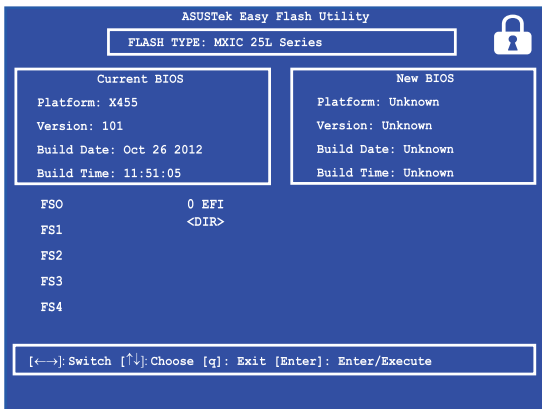 ASUSTek Easy Flash Utility
FLASH TYPE: MXIC 25L Series
Current BIOS
Platform: X455
Version: 101
Build Date: Oct 26 2012
Build Time: 11:51:05
New BIOS
Platform: Unknown
Version: Unknown
Build Date: Unknown
Build Time: Unknown
FSO
FS1
FS2
FS3
FS4
0 EFI
<DIR>
[←→]: Switch [↑↓]: Choose [q]: Exit [Enter]: Enter/Execute